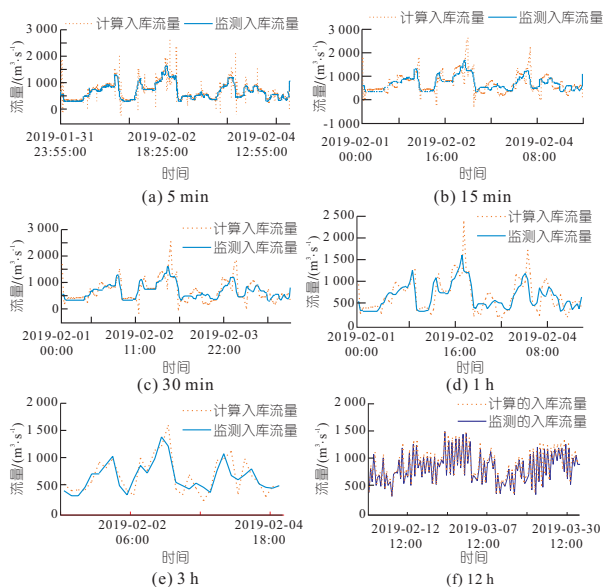 3 000
计算入库流量
监测入库流量
2 000
1 000
0
流量/(m³·s⁻¹)
2019-01-31
23:55:00
2019-02-02
18:25:00
2019-02-04
12:55:00
时间
(a) 5 min
3 000
计算入库流量
监测入库流量
2 000
1 000
0
-1 000
流量/(m³·s⁻¹)
2019-02-01
00:00
2019-02-02
16:00
2019-02-04
08:00
时间
(b) 15 min
3 000
计算入库流量
监测入库流量
2 000
1 000
0
流量/(m³·s⁻¹)
2019-02-01
00:00
2019-02-02
11:00
2019-02-03
22:00
时间
(c) 30 min
2 500
计算入库流量
监测入库流量
2 000
1 500
1 000
500
0
流量/(m³·s⁻¹)
2019-02-01
00:00
2019-02-02
16:00
2019-02-04
08:00
时间
(d) 1 h
2 000
计算入库流量
监测入库流量
1 500
1 000
500
0
流量/(m³·s⁻¹)
2019-02-02
06:00
2019-02-04
18:00
时间
(e) 3 h
2 000
计算的入库流量
监测的入库流量
1 500
1 000
500
0
流量/(m³·s⁻¹)
2019-02-12
12:00
2019-03-07
12:00
2019-03-30
12:00
时间
(f) 12 h